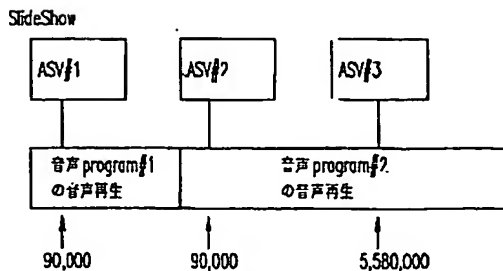 SlideShow
ASV#1
ASV#2
ASV#3
音声program#1
の音声再生
音声program#2
の音声再生
90,000
90,000
5,580,000